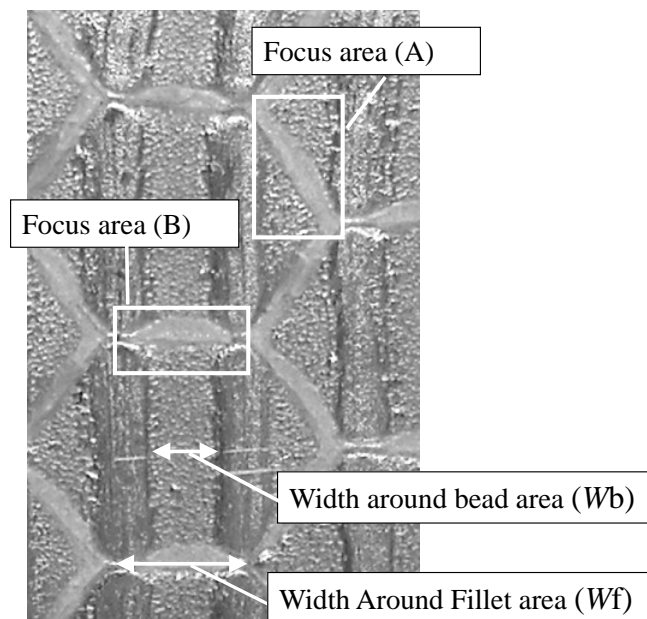 Focus area (A)
Focus area (B)
Width around bead area (Wb)
Width Around Fillet area (Wf)